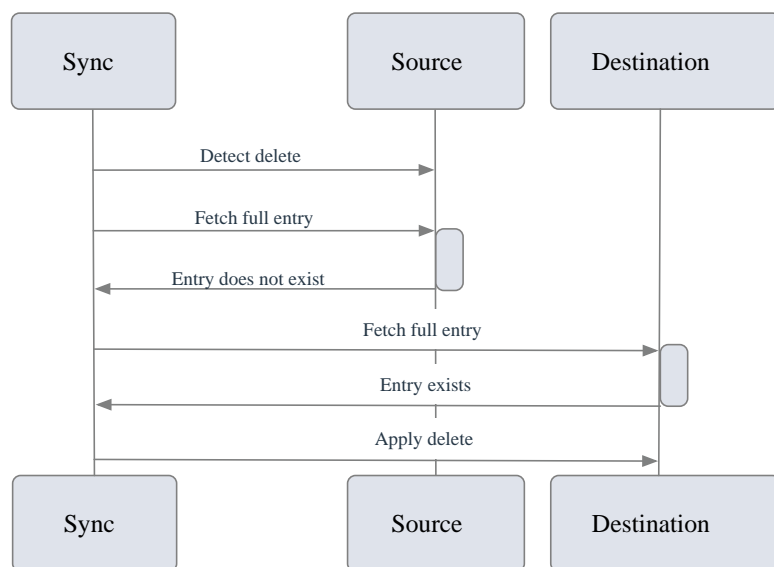 Sync
Source
Destination
Detect delete
Fetch full entry
Entry does not exist
Fetch full entry
Entry exists
Apply delete
Sync
Source
Destination